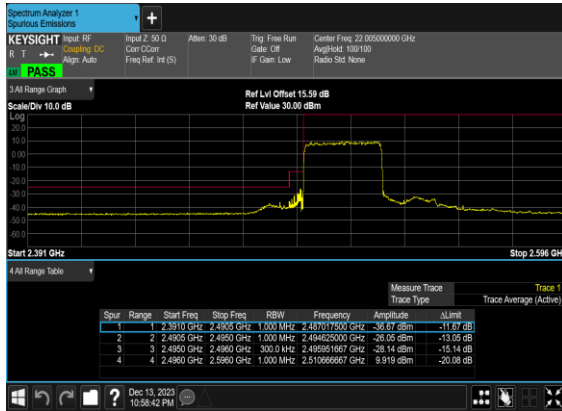 Spectrum Analyzer 1
Spurious Emissions
KEYSIGHT
R T
Input: RF
Coupling: DC
Align: Auto
Input Z: 50 Ω
Corr CCorr
Freq Ref: Int (S)
Atten: 30 dB
Trig: Free Run
Gate: Off
IF Gain: Low
Center Freq: 22.005000000 GHz
Avg|Hold: 100/100
Radio Std: None
PASS
3 All Range Graph
Scale/Div 10.0 dB
Ref Lvl Offset 15.59 dB
Ref Value 30.00 dBm
Log
20.0
10.0
0.00
-10.0
-20.0
-30.0
-40.0
-50.0
-60.0
Start 2.391 GHz
Stop 2.596 GHz
4 All Range Table
Measure Trace Trace 1
Trace Type Trace Average (Active)
Spur Range Start Freq Stop Freq RBW Frequency Amplitude ΔLimit
1 1 2.3910 GHz 2.4905 GHz 1.000 MHz 2.487017500 GHz -36.67 dBm -11.67 dB
2 2 2.4905 GHz 2.4950 GHz 1.000 MHz 2.494625000 GHz -26.05 dBm -13.05 dB
3 3 2.4950 GHz 2.4960 GHz 300.0 kHz 2.495951667 GHz -28.14 dBm -15.14 dB
4 4 2.4960 GHz 2.5960 GHz 1.000 MHz 2.510666667 GHz 9.919 dBm -20.08 dB
Dec 13, 2023
10:58:42 PM